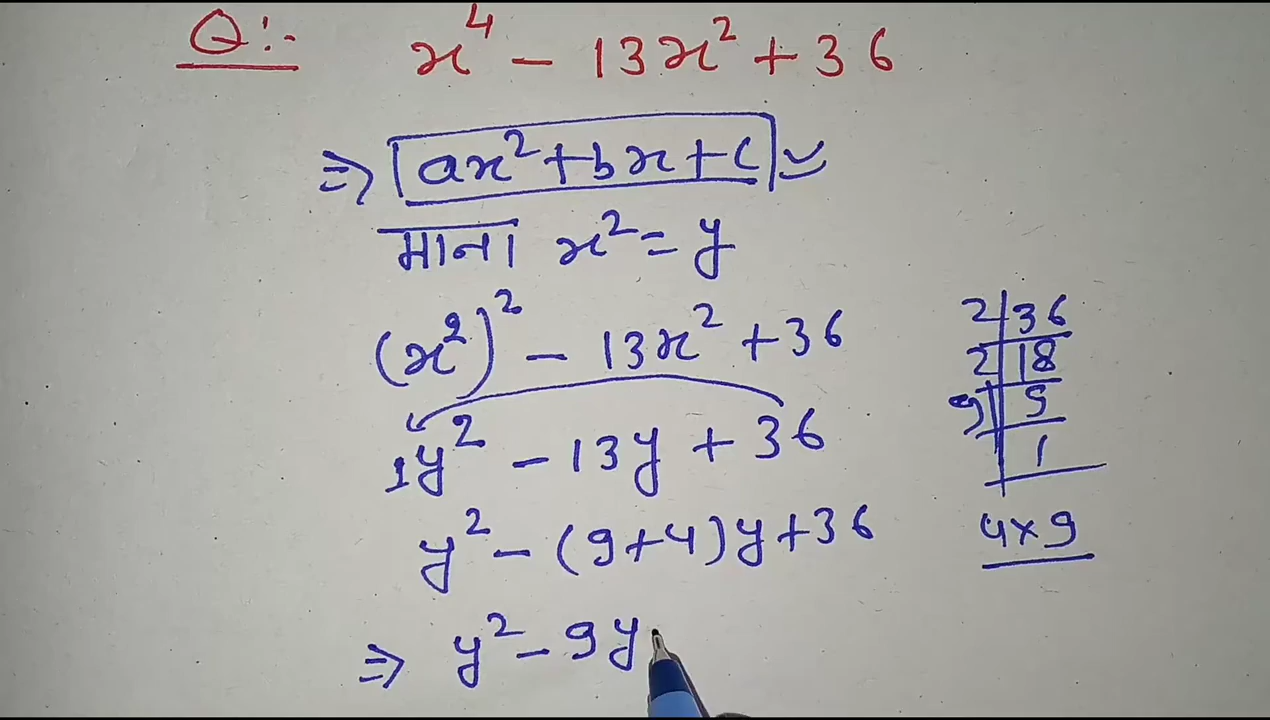 Q:- x⁴ - 13x² + 36
⇒ ax² + bx + c
माना x² = y
(x²)² - 13x² + 36
1y² - 13y + 36
y² - (9+4)y + 36
⇒ y² - 9y
2 | 36
2 | 18
9 | 9
1
4×9